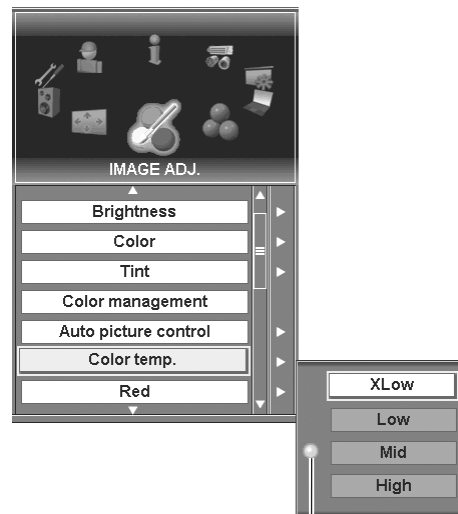 IMAGE ADJ.
Brightness
Color
Tint
Color management
Auto picture control
Color temp.
Red
XLow
Low
Mid
High